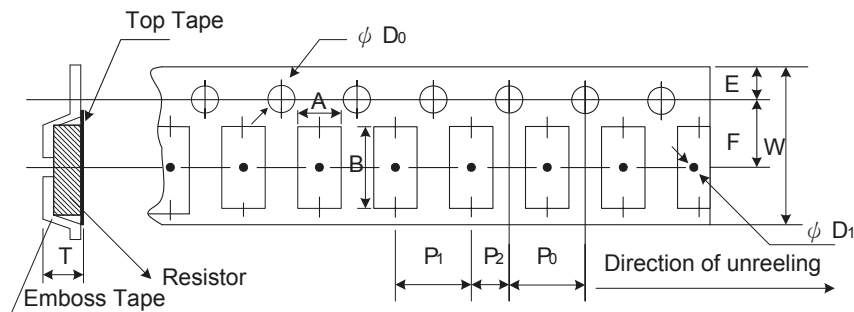 Top Tape
φ D0
A
E
B
F
W
φ D1
T
Resistor
P1
P2
P0
Direction of unreeling
Emboss Tape